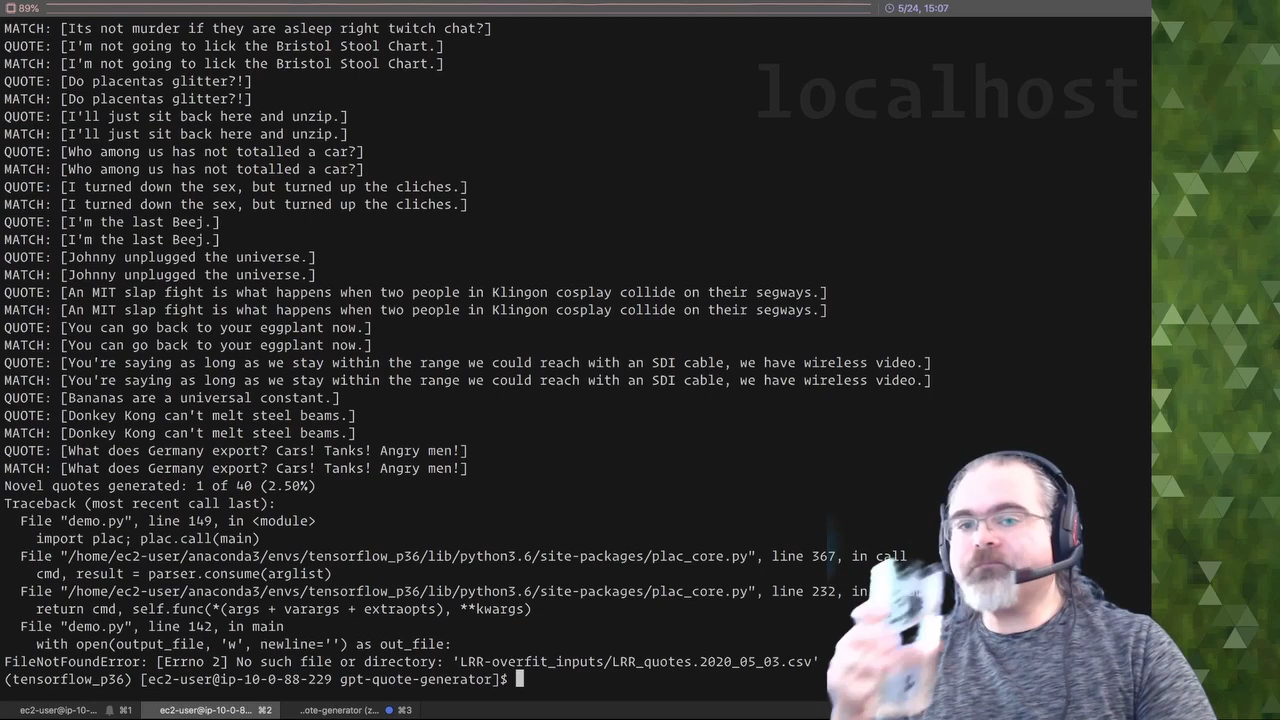 89%
5/24, 15:07
localhost
MATCH: [Its not murder if they are asleep right twitch chat?]
QUOTE: [I'm not going to lick the Bristol Stool Chart.]
MATCH: [I'm not going to lick the Bristol Stool Chart.]
QUOTE: [Do placentas glitter?!]
MATCH: [Do placentas glitter?!]
QUOTE: [I'll just sit back here and unzip.]
MATCH: [I'll just sit back here and unzip.]
QUOTE: [Who among us has not totalled a car?]
MATCH: [Who among us has not totalled a car?]
QUOTE: [I turned down the sex, but turned up the cliches.]
MATCH: [I turned down the sex, but turned up the cliches.]
QUOTE: [I'm the last Beej.]
MATCH: [I'm the last Beej.]
QUOTE: [Johnny unplugged the universe.]
MATCH: [Johnny unplugged the universe.]
QUOTE: [An MIT slap fight is what happens when two people in Klingon cosplay collide on their segways.]
MATCH: [An MIT slap fight is what happens when two people in Klingon cosplay collide on their segways.]
QUOTE: [You can go back to your eggplant now.]
MATCH: [You can go back to your eggplant now.]
QUOTE: [You're saying as long as we stay within the range we could reach with an SDI cable, we have wireless video.]
MATCH: [You're saying as long as we stay within the range we could reach with an SDI cable, we have wireless video.]
QUOTE: [Bananas are a universal constant.]
QUOTE: [Donkey Kong can't melt steel beams.]
MATCH: [Donkey Kong can't melt steel beams.]
QUOTE: [What does Germany export? Cars! Tanks! Angry men!]
MATCH: [What does Germany export? Cars! Tanks! Angry men!]
Novel quotes generated: 1 of 40 (2.50%)
Traceback (most recent call last):
File "demo.py", line 149, in <module>
import plac; plac.call(main)
File "/home/ec2-user/anaconda3/envs/tensorflow_p36/lib/python3.6/site-packages/plac_core.py", line 367, in call
cmd, result = parser.consume(arglist)
File "/home/ec2-user/anaconda3/envs/tensorflow_p36/lib/python3.6/site-packages/plac_core.py", line 232, in
return cmd, self.func(*(args + varargs + extraopts), **kwargs)
File "demo.py", line 142, in main
with open(output_file, 'w', newline='') as out_file:
FileNotFoundError: [Errno 2] No such file or directory: 'LRR-overfit_inputs/LRR_quotes.2020_05_03.csv'
(tensorflow_p36) [ec2-user@ip-10-0-88-229 gpt-quote-generator]$
ec2-user@ip-10-... ⌘1 ec2-user@ip-10-0-8... ⌘2 ..ote-generator (z... ⌘3